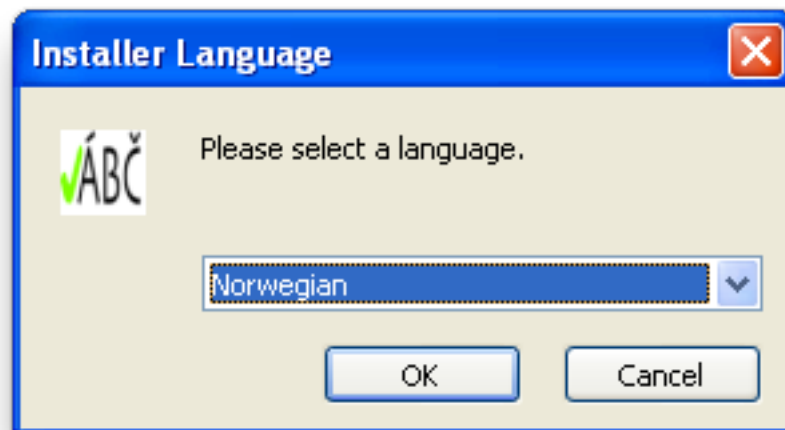 Installer Language
ÁBČ
Please select a language.
Norwegian
OK
Cancel